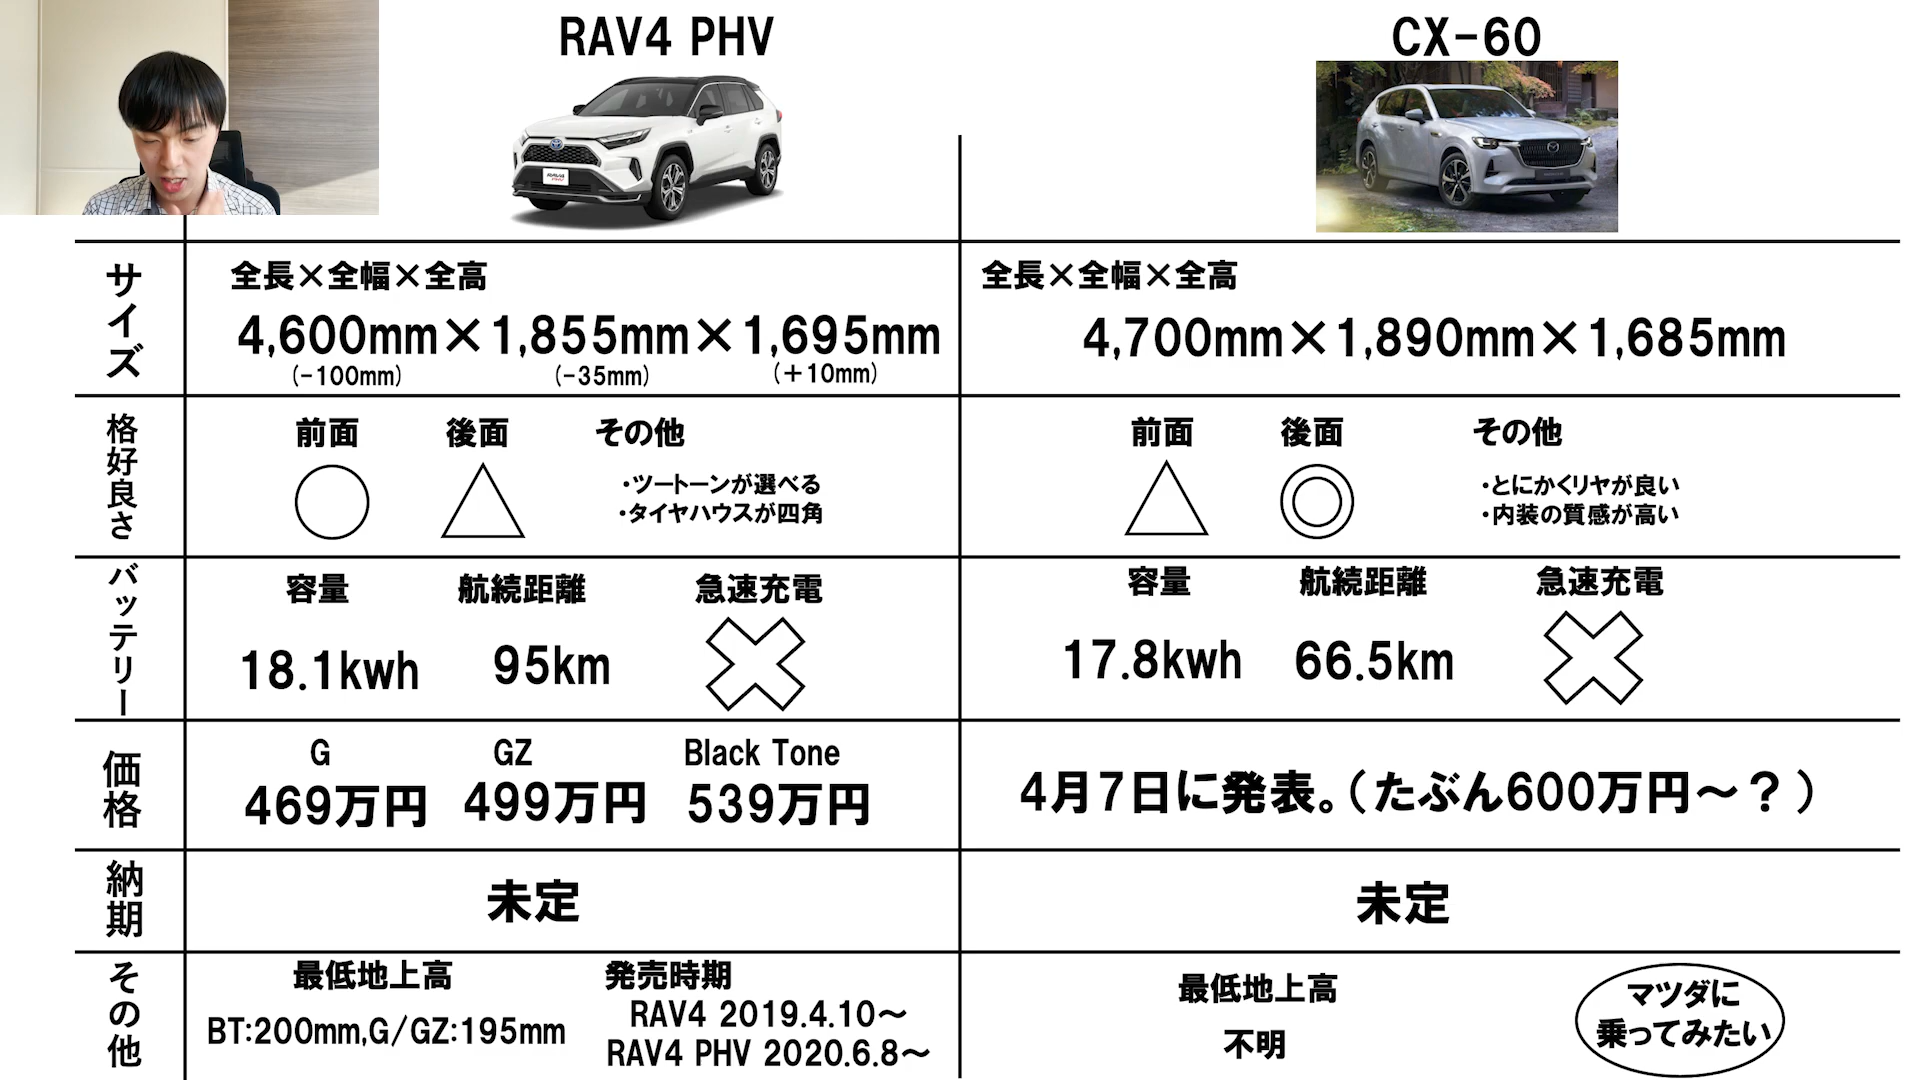 RAV4 PHV
CX-60
サイズ
全長×全幅×全高
4,600mm×1,855mm×1,695mm
(-100mm) (-35mm) (+10mm)
全長×全幅×全高
4,700mm×1,890mm×1,685mm
格好良さ
前面 後面 その他
・ツートーンが選べる
・タイヤハウスが四角
前面 後面 その他
・とにかくリヤが良い
・内装の質感が高い
バッテリー
容量 航続距離 急速充電
18.1kwh 95km
容量 航続距離 急速充電
17.8kwh 66.5km
価格
G GZ Black Tone
469万円 499万円 539万円
4月7日に発表。(たぶん600万円～?)
納期
未定
未定
その他
最低地上高
BT:200mm,G/GZ:195mm
発売時期
RAV4 2019.4.10～
RAV4 PHV 2020.6.8～
最低地上高
不明
マツダに
乗ってみたい